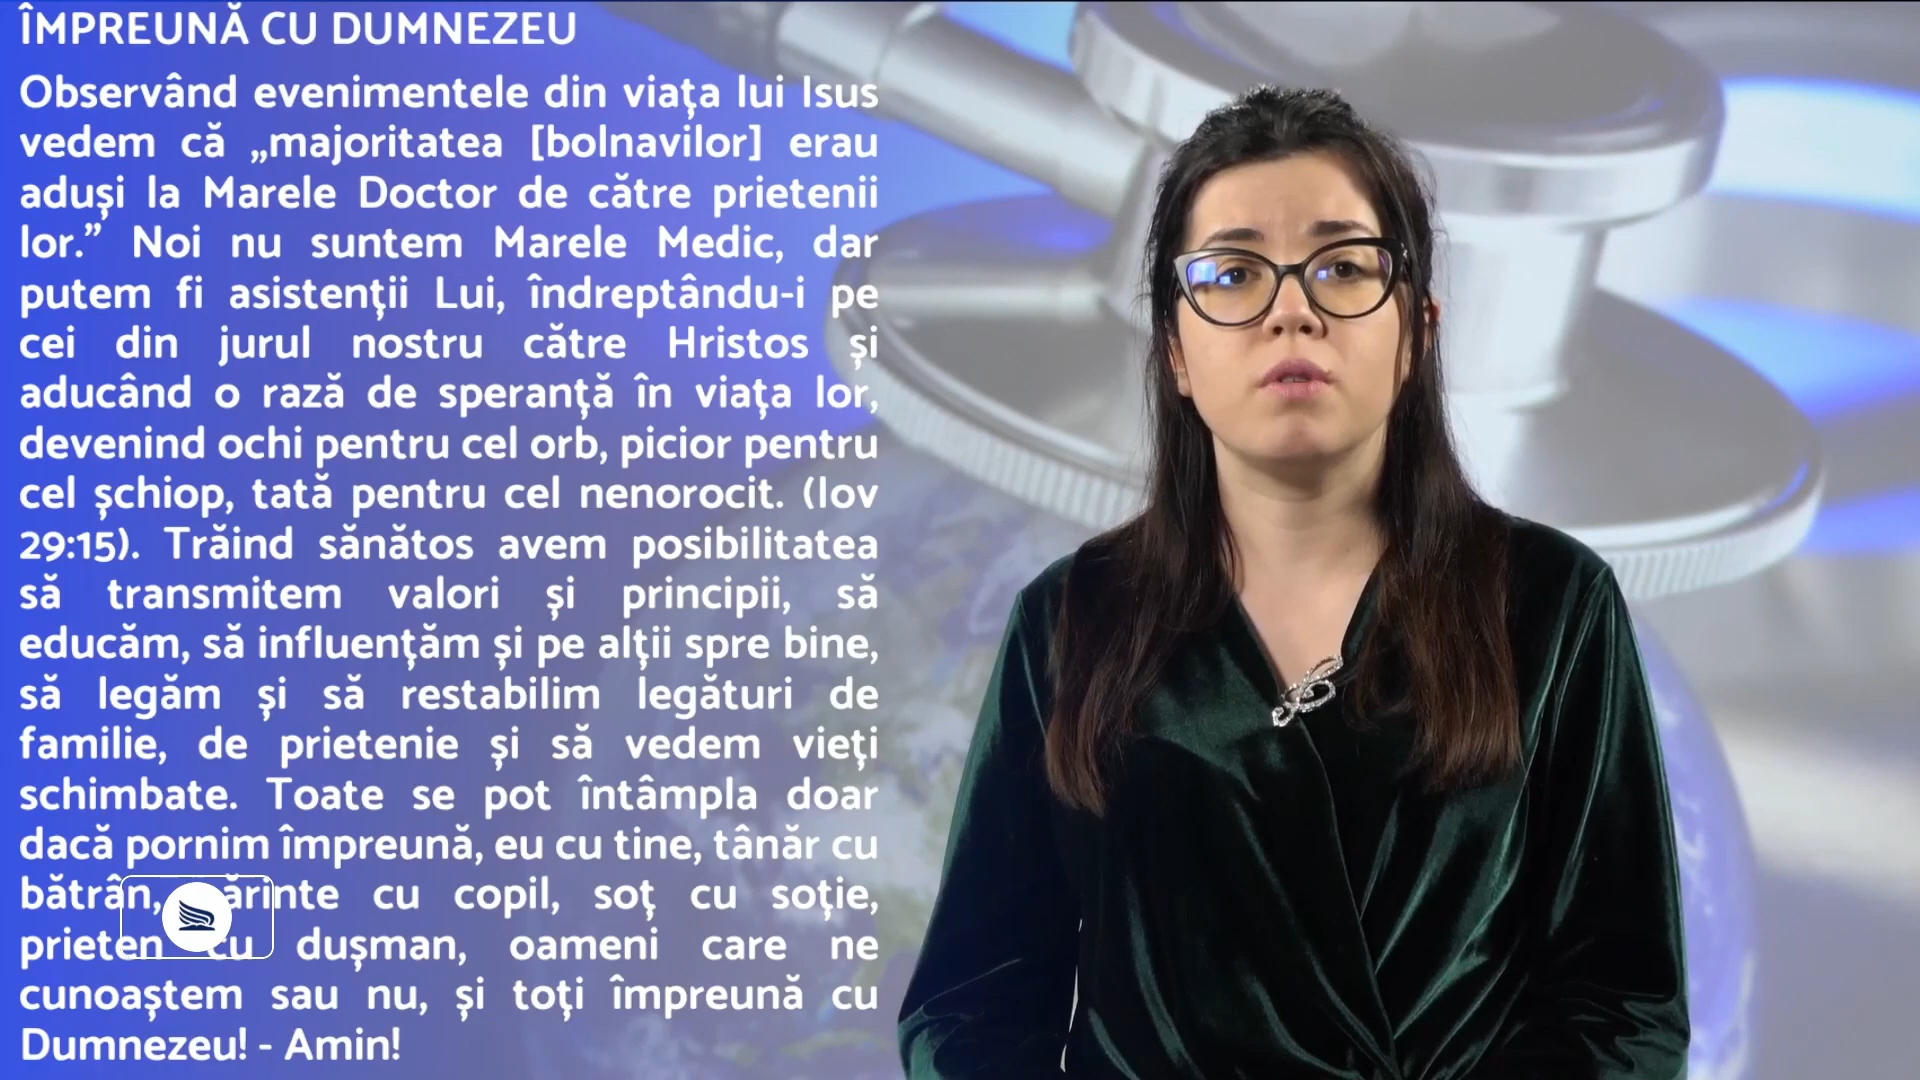 ÎMPREUNĂ CU DUMNEZEU
Observând evenimentele din viața lui Isus
vedem că „majoritatea [bolnavilor] erau
aduși la Marele Doctor de către prietenii
lor.” Noi nu suntem Marele Medic, dar
putem fi asistenții Lui, îndreptându-i pe
cei din jurul nostru către Hristos și
aducând o rază de speranță în viața lor,
devenind ochi pentru cel orb, picior pentru
cel șchiop, tată pentru cel nenorocit. (Iov
29:15). Trăind sănătos avem posibilitatea
să transmitem valori și principii, să
educăm, să influențăm și pe alții spre bine,
să legăm și să restabilim legături de
familie, de prietenie și să vedem vieți
schimbate. Toate se pot întâmpla doar
dacă pornim împreună, eu cu tine, tânăr cu
bătrân, cu copil, soț cu soție,
prieten cu dușman, oameni care ne
cunoaștem sau nu, și toți împreună cu
Dumnezeu! - Amin!